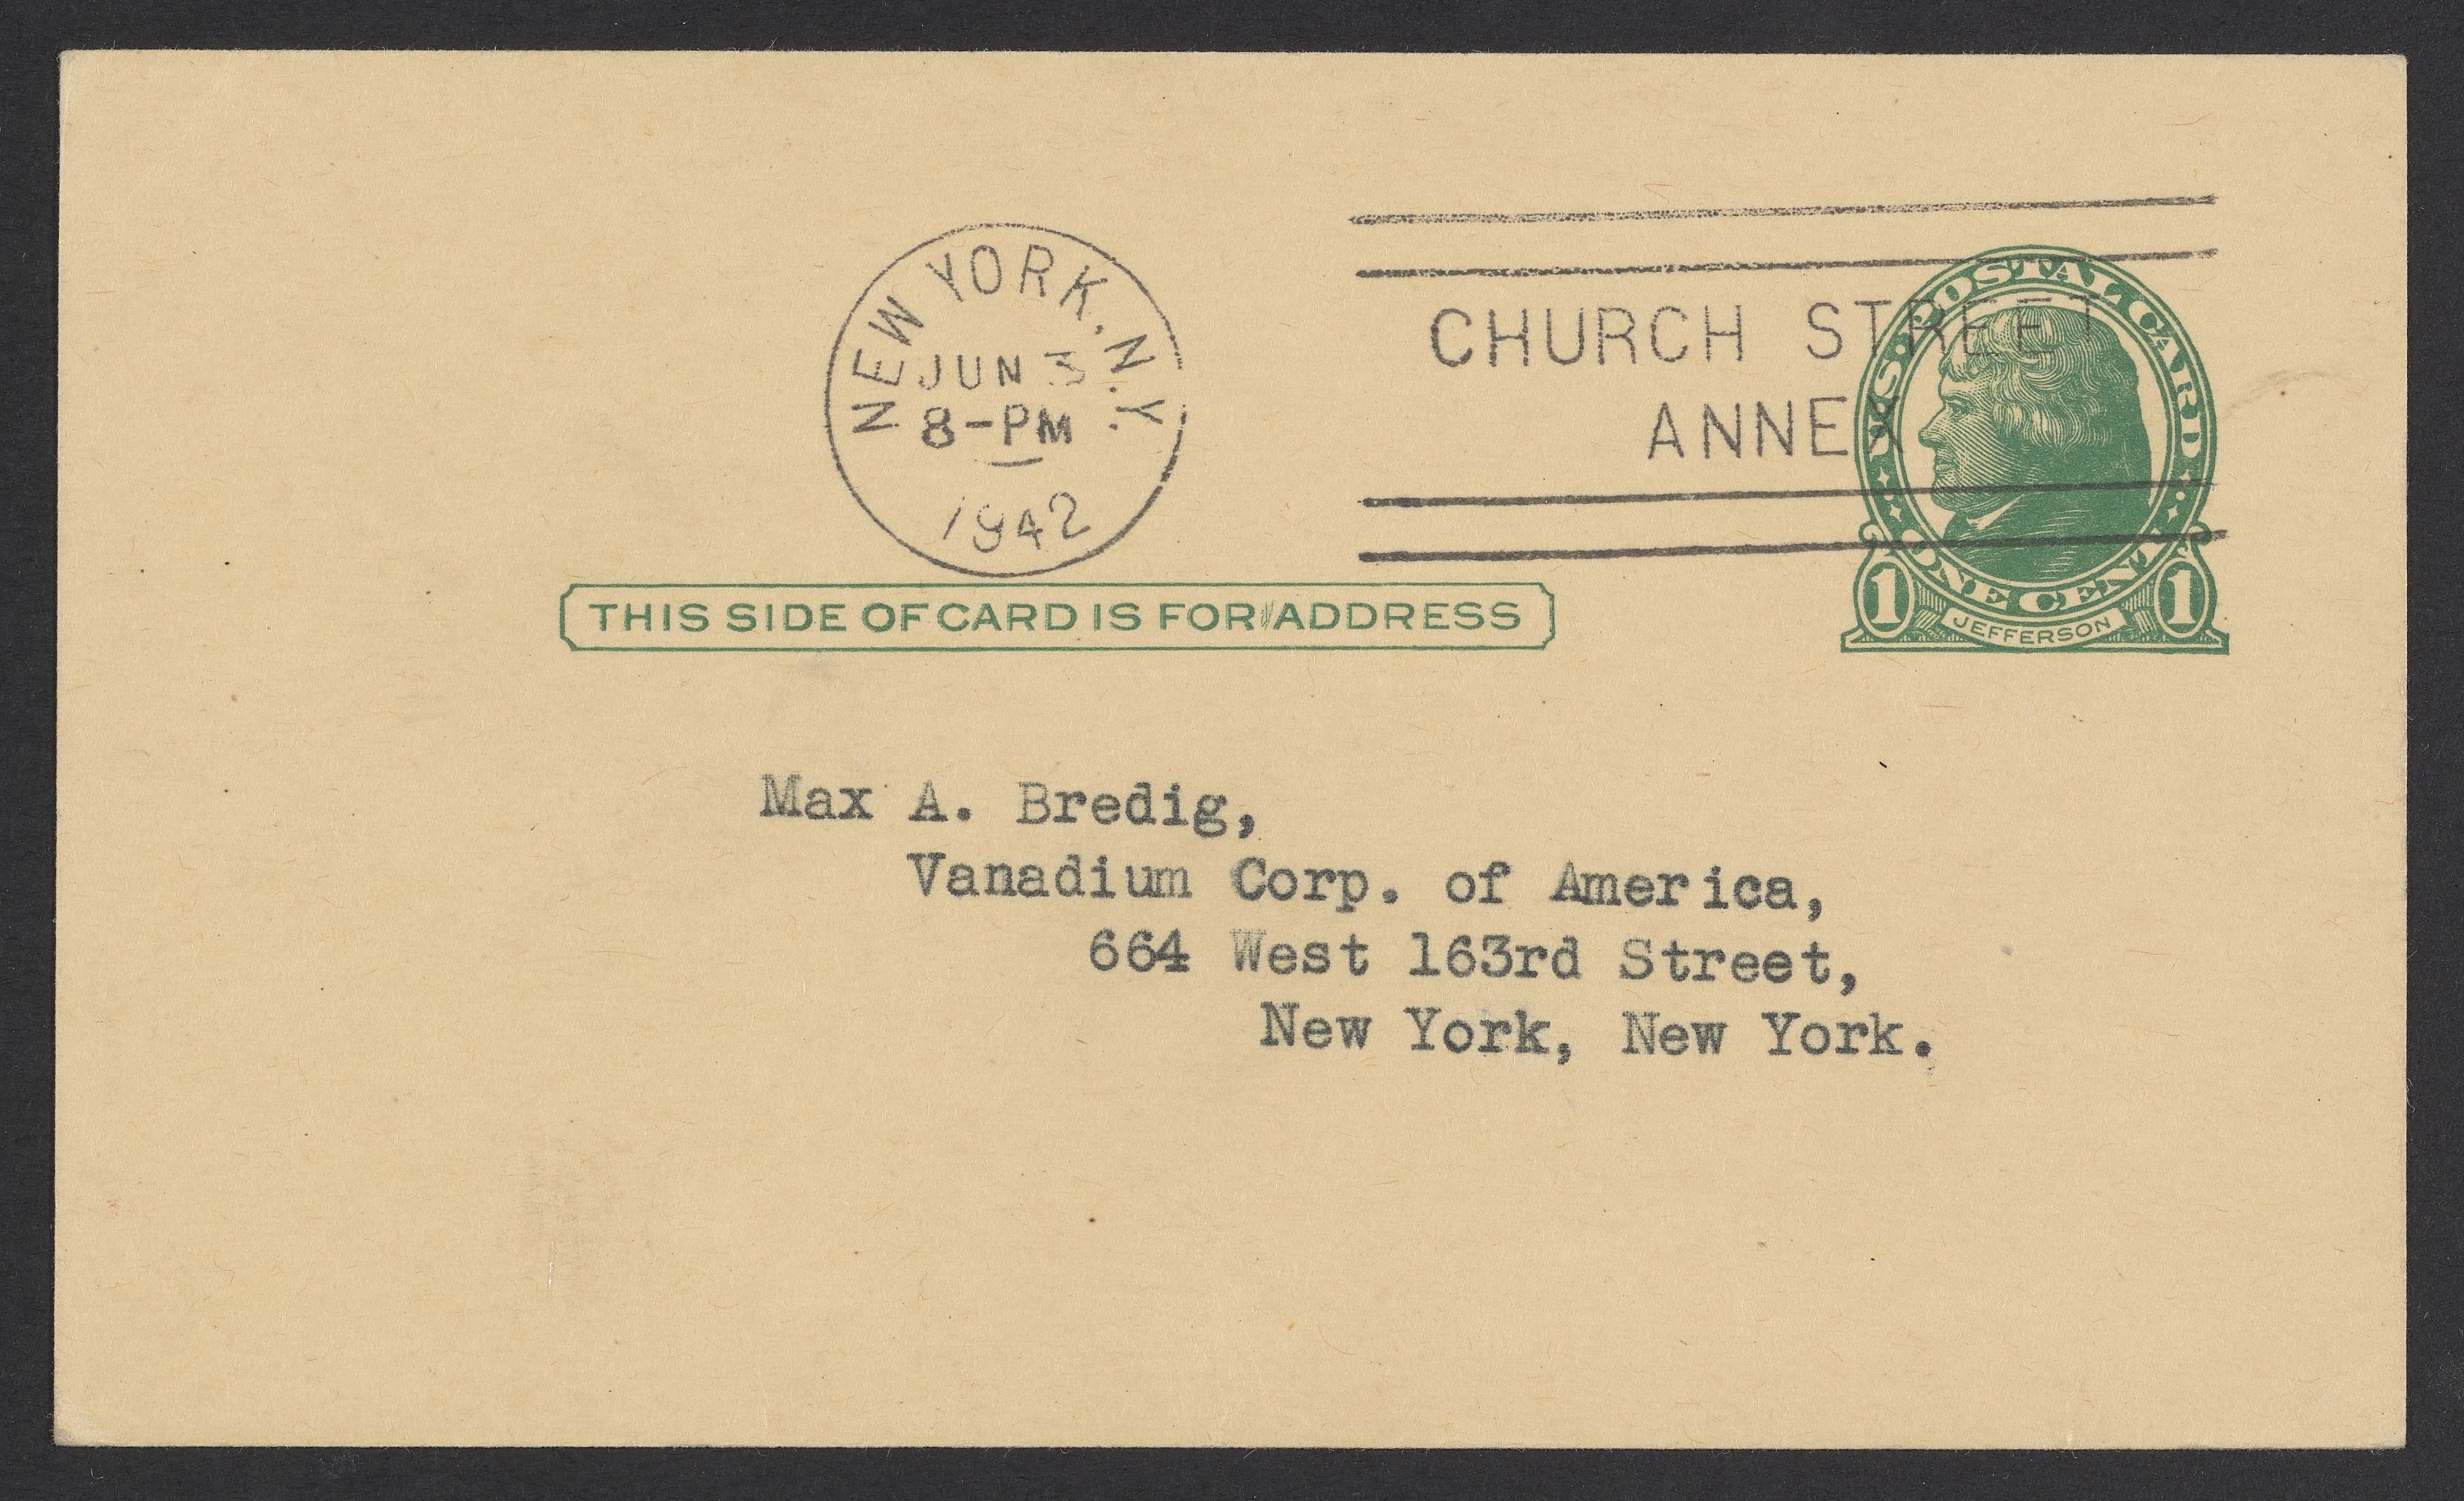 NEW YORK, N.Y.
JUN 3
8-PM
1942
CHURCH STREET
ANNEX
U.S. POSTAL CARD
ONE CENT
1 1
JEFFERSON
THIS SIDE OF CARD IS FOR ADDRESS
Max A. Bredig,
Vanadium Corp. of America,
664 West 163rd Street,
New York, New York.